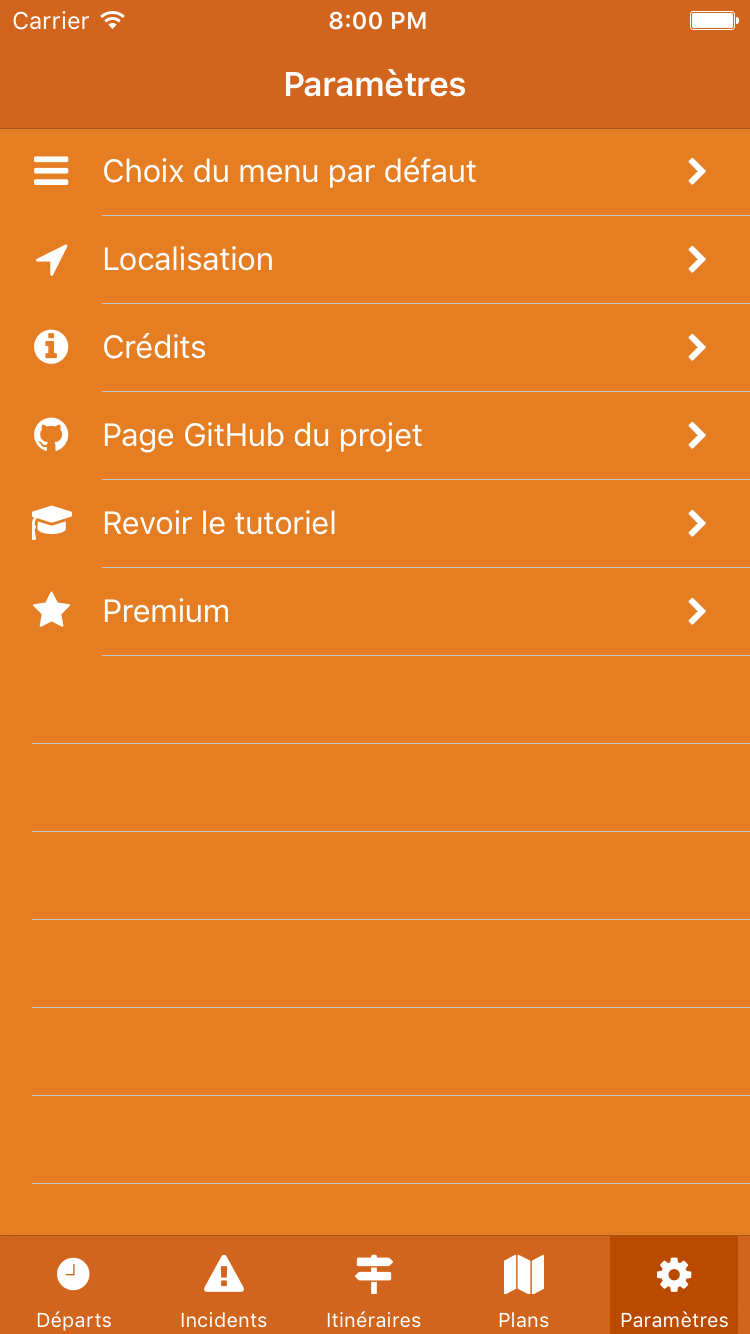 Carrier 8:00 PM
Paramètres
Choix du menu par défaut
Localisation
Crédits
Page GitHub du projet
Revoir le tutoriel
Premium
Départs Incidents Itinéraires Plans Paramètres